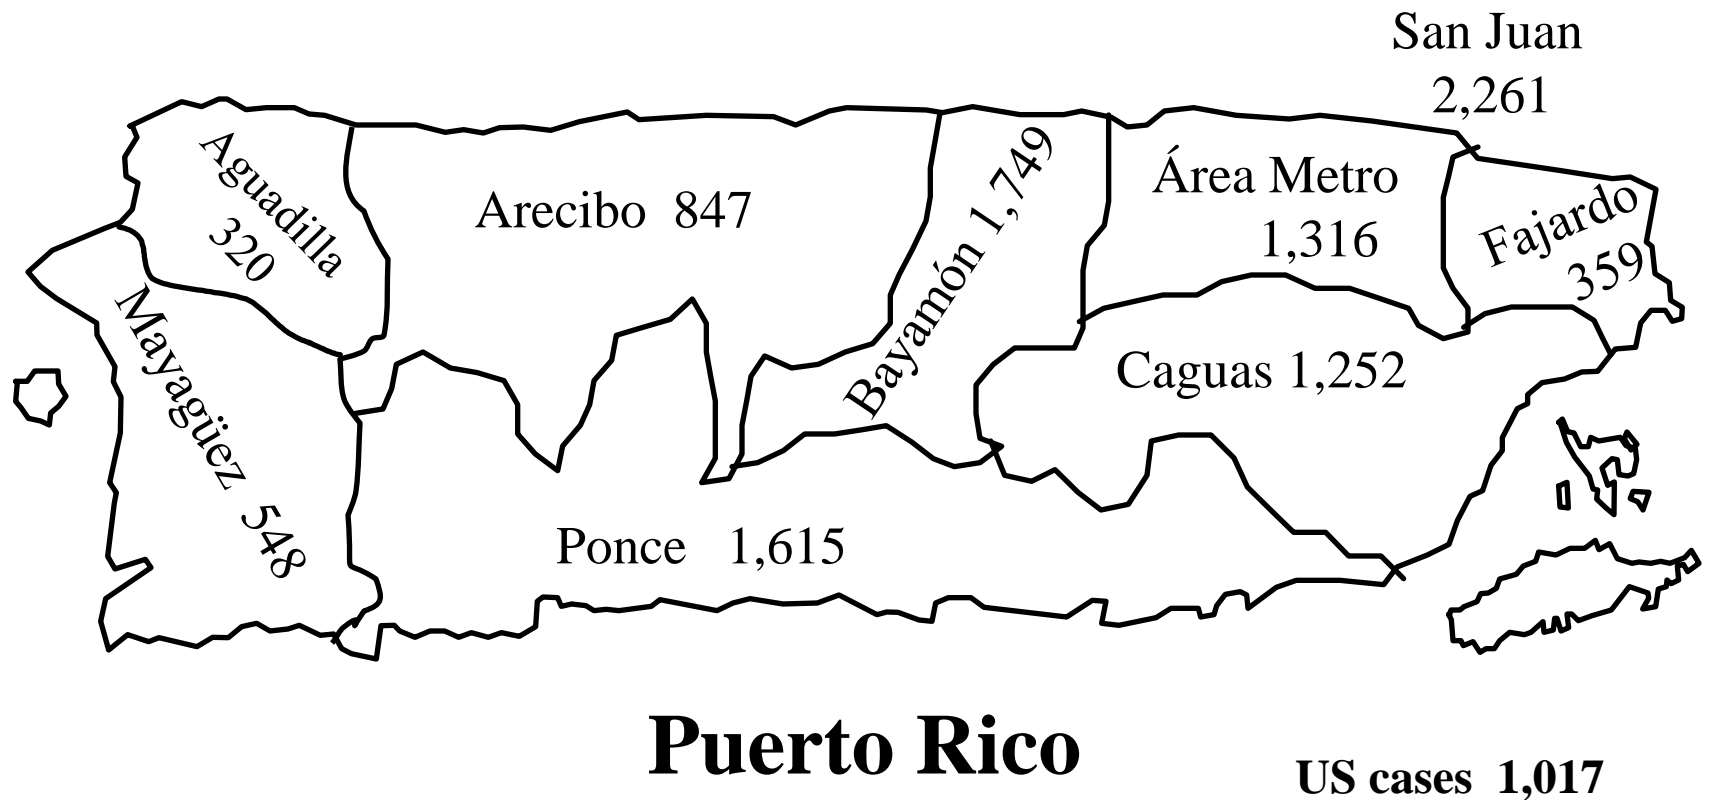 San Juan
2,261
Aguadilla
320
Arecibo 847
Bayamón 1,749
Área Metro
1,316
Fajardo
359
Mayagüez 548
Caguas 1,252
Ponce 1,615
Puerto Rico
US cases 1,017